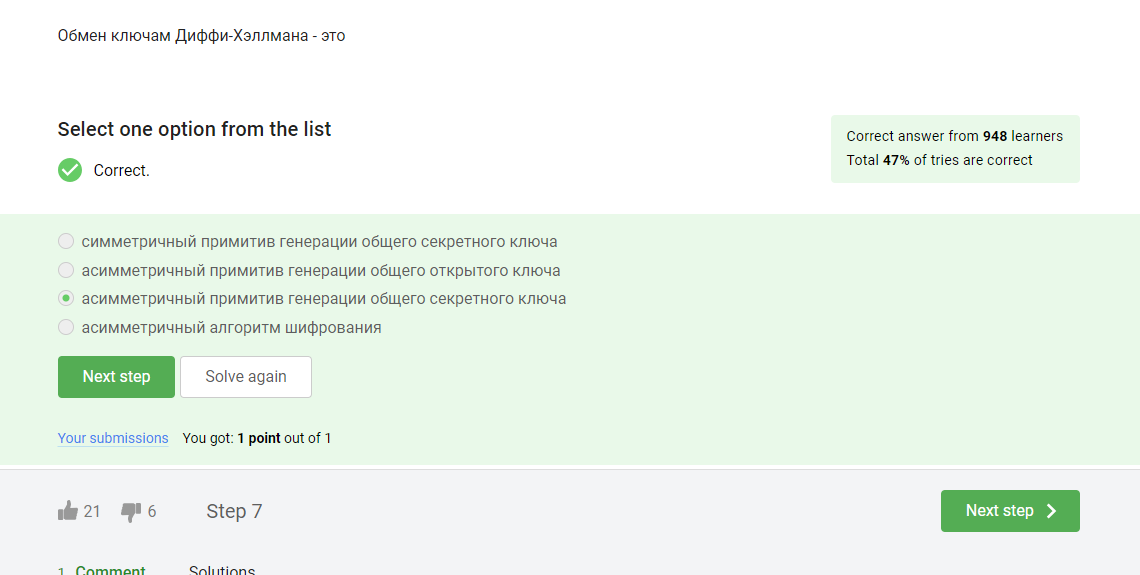 Обмен ключам Диффи-Хэллмана - это
Select one option from the list
Correct.
Correct answer from 948 learners
Total 47% of tries are correct
симметричный примитив генерации общего секретного ключа
асимметричный примитив генерации общего открытого ключа
асимметричный примитив генерации общего секретного ключа
асимметричный алгоритм шифрования
Next step
Solve again
Your submissions You got: 1 point out of 1
21 6 Step 7
Next step
1 Comment Solutions